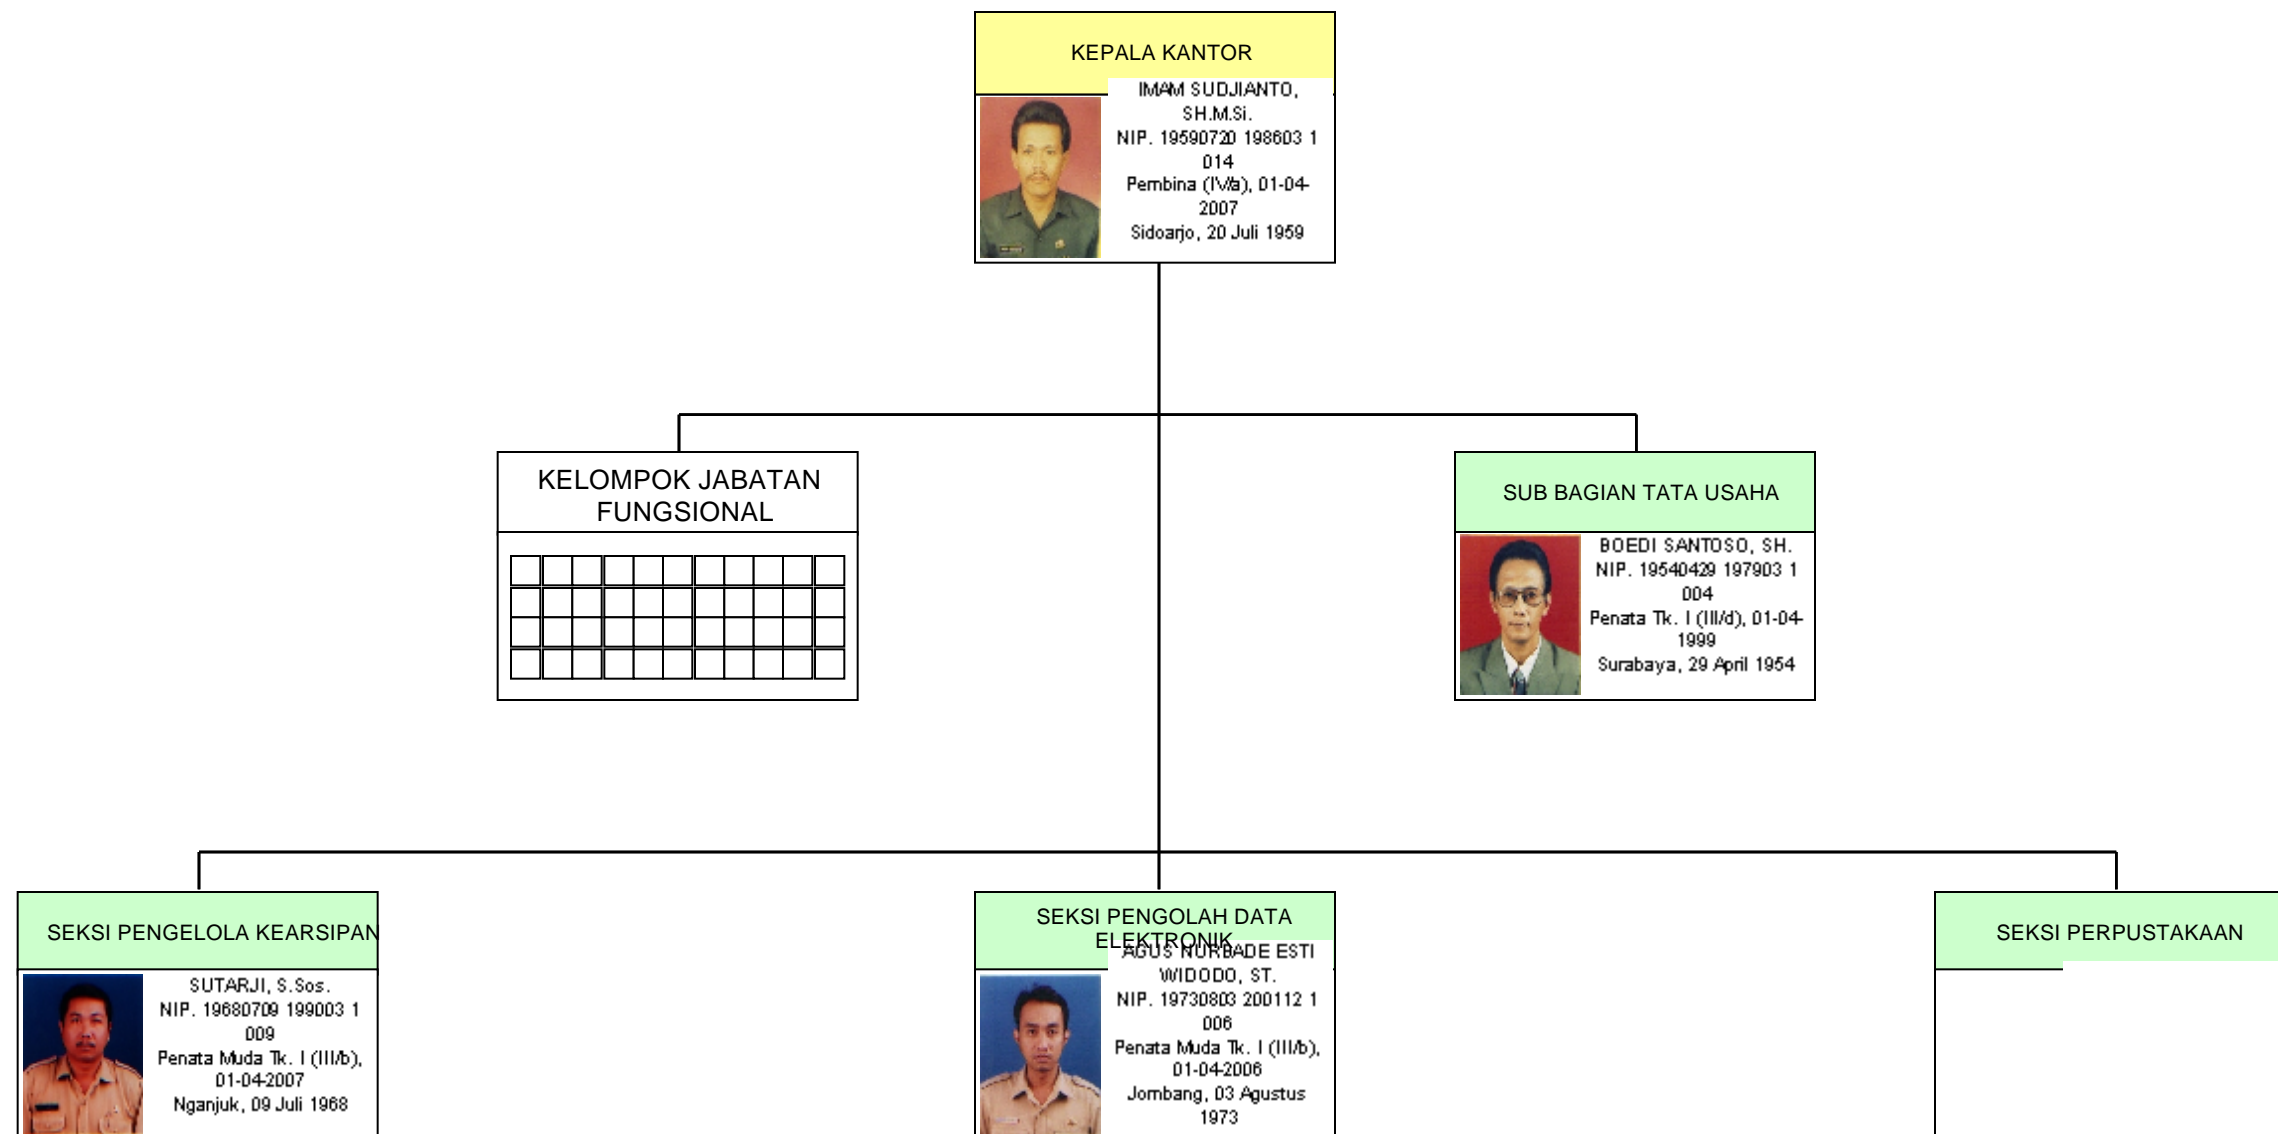 KEPALA KANTOR
IMAM SUDJIANTO,
SH.M.Si.
NIP. 19590720 198603 1
014
Pembina (IV/a), 01-04-
2007
Sidoarjo, 20 Juli 1959
KELOMPOK JABATAN
FUNGSIONAL
SUB BAGIAN TATA USAHA
BOEDI SANTOSO, SH.
NIP. 19540429 197903 1
004
Penata Tk. I (III/d), 01-04-
1999
Surabaya, 29 April 1954
SEKSI PENGELOLA KEARSIPAN
SUTARJI, S.Sos.
NIP. 19680709 199003 1
009
Penata Muda Tk. I (III/b),
01-04-2007
Nganjuk, 09 Juli 1968
SEKSI PENGOLAH DATA
ELEKTRONIK
AGUS NURBADE ESTI
WIDODO, ST.
NIP. 19730803 200112 1
006
Penata Muda Tk. I (III/b),
01-04-2006
Jombang, 03 Agustus
1973
SEKSI PERPUSTAKAAN